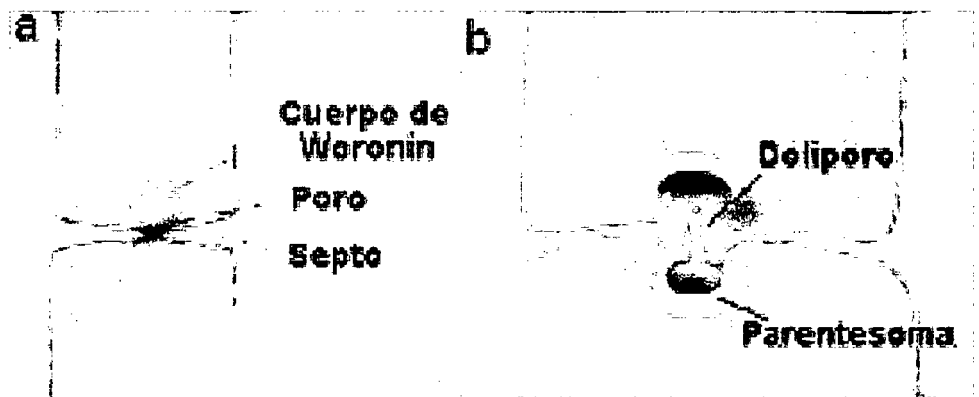 a
b
Cuerpo de
Woronin
Poro
Septo
Doliporo
Parentesoma